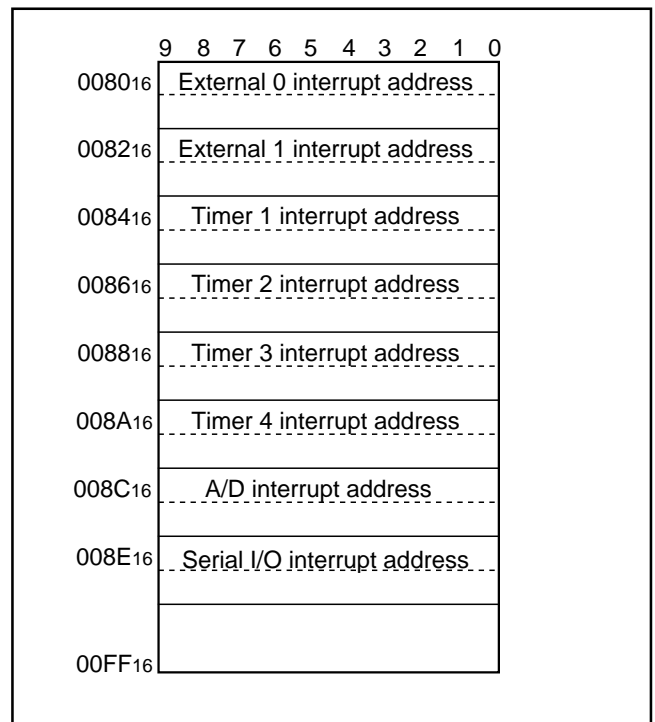 9 8 7 6 5 4 3 2 1 0
008016 External 0 interrupt address
008216 External 1 interrupt address
008416 Timer 1 interrupt address
008616 Timer 2 interrupt address
008816 Timer 3 interrupt address
008A16 Timer 4 interrupt address
008C16 A/D interrupt address
008E16 Serial I/O interrupt address
00FF16